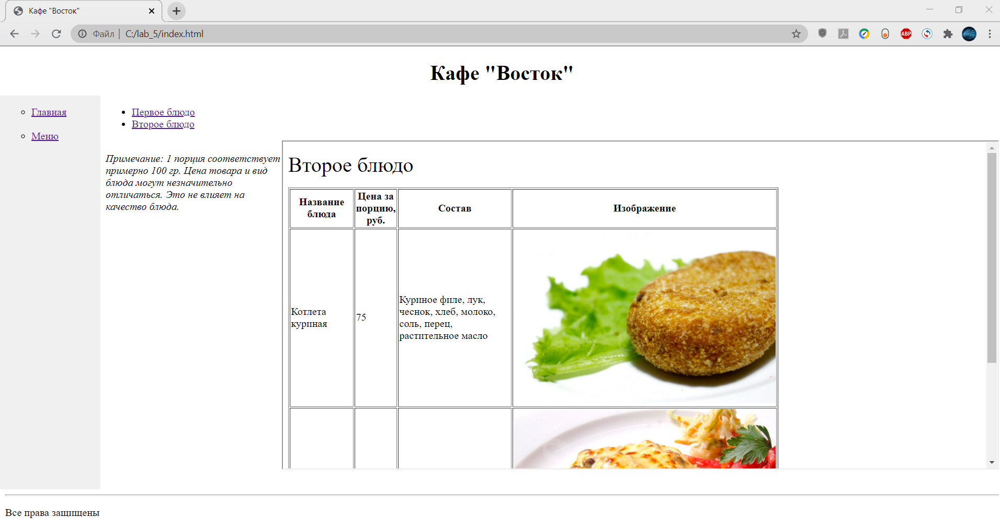 Кафе "Восток"
Файл | C:/lab_5/index.html
ABP
Кафе "Восток"
Главная
Меню
Первое блюдо
Второе блюдо
Примечание: 1 порция соответствует
примерно 100 гр. Цена товара и вид
блюда могут незначительно
отличаться. Это не влияет на
качество блюда.
Второе блюдо
Название
блюда
Цена за
порцию,
руб.
Состав
Изображение
Котлета
куриная
75
Куриное филе, лук,
чеснок, хлеб, молоко,
соль, перец,
растительное масло
Все права защищены